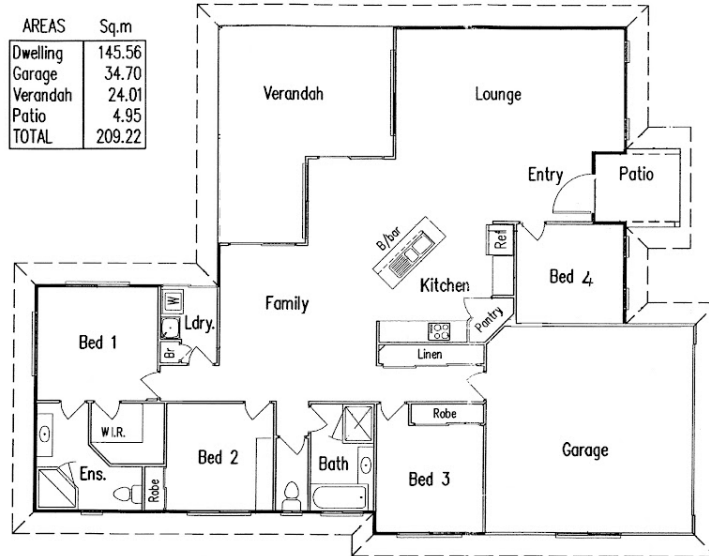 AREAS Sq.m
Dwelling 145.56
Garage 34.70
Verandah 24.01
Patio 4.95
TOTAL 209.22
Verandah
Lounge
Entry
Patio
B/bar
Ref
Kitchen
Bed 4
Family
W
Ldry.
Br
Pantry
Bed 1
Linen
W.I.R.
Robe
Bed 2
Ens.
Robe
Bath
Bed 3
Garage